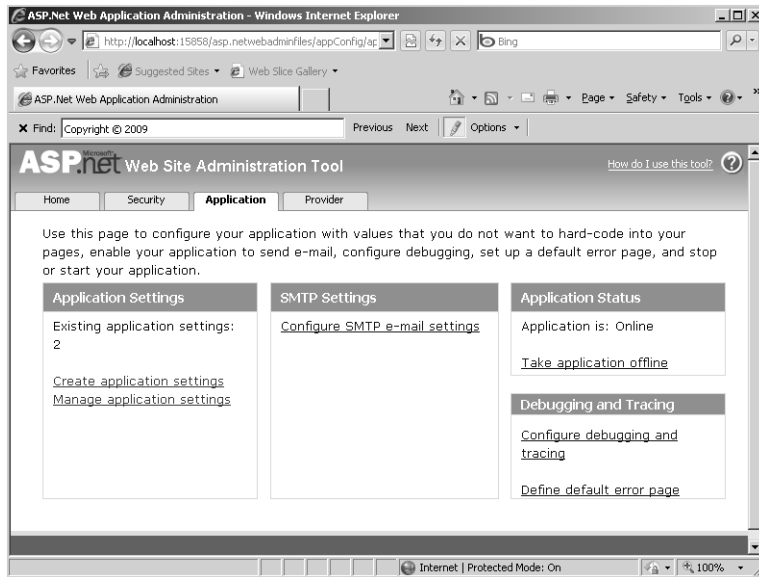 ASP.Net Web Application Administration - Windows Internet Explorer
http://localhost:15858/asp.netwebadminfiles/appConfig/ap
Bing
Favorites
Suggested Sites
Web Slice Gallery
ASP.Net Web Application Administration
Page
Safety
Tools
»
X Find: Copyright © 2009
Previous Next
Options
Microsoft
ASP.net Web Site Administration Tool
How do I use this tool? ?
Home
Security
Application
Provider
Use this page to configure your application with values that you do not want to hard-code into your
pages, enable your application to send e-mail, configure debugging, set up a default error page, and stop
or start your application.
Application Settings
Existing application settings:
2
Create application settings
Manage application settings
SMTP Settings
Configure SMTP e-mail settings
Application Status
Application is: Online
Take application offline
Debugging and Tracing
Configure debugging and
tracing
Define default error page
Internet | Protected Mode: On
100%